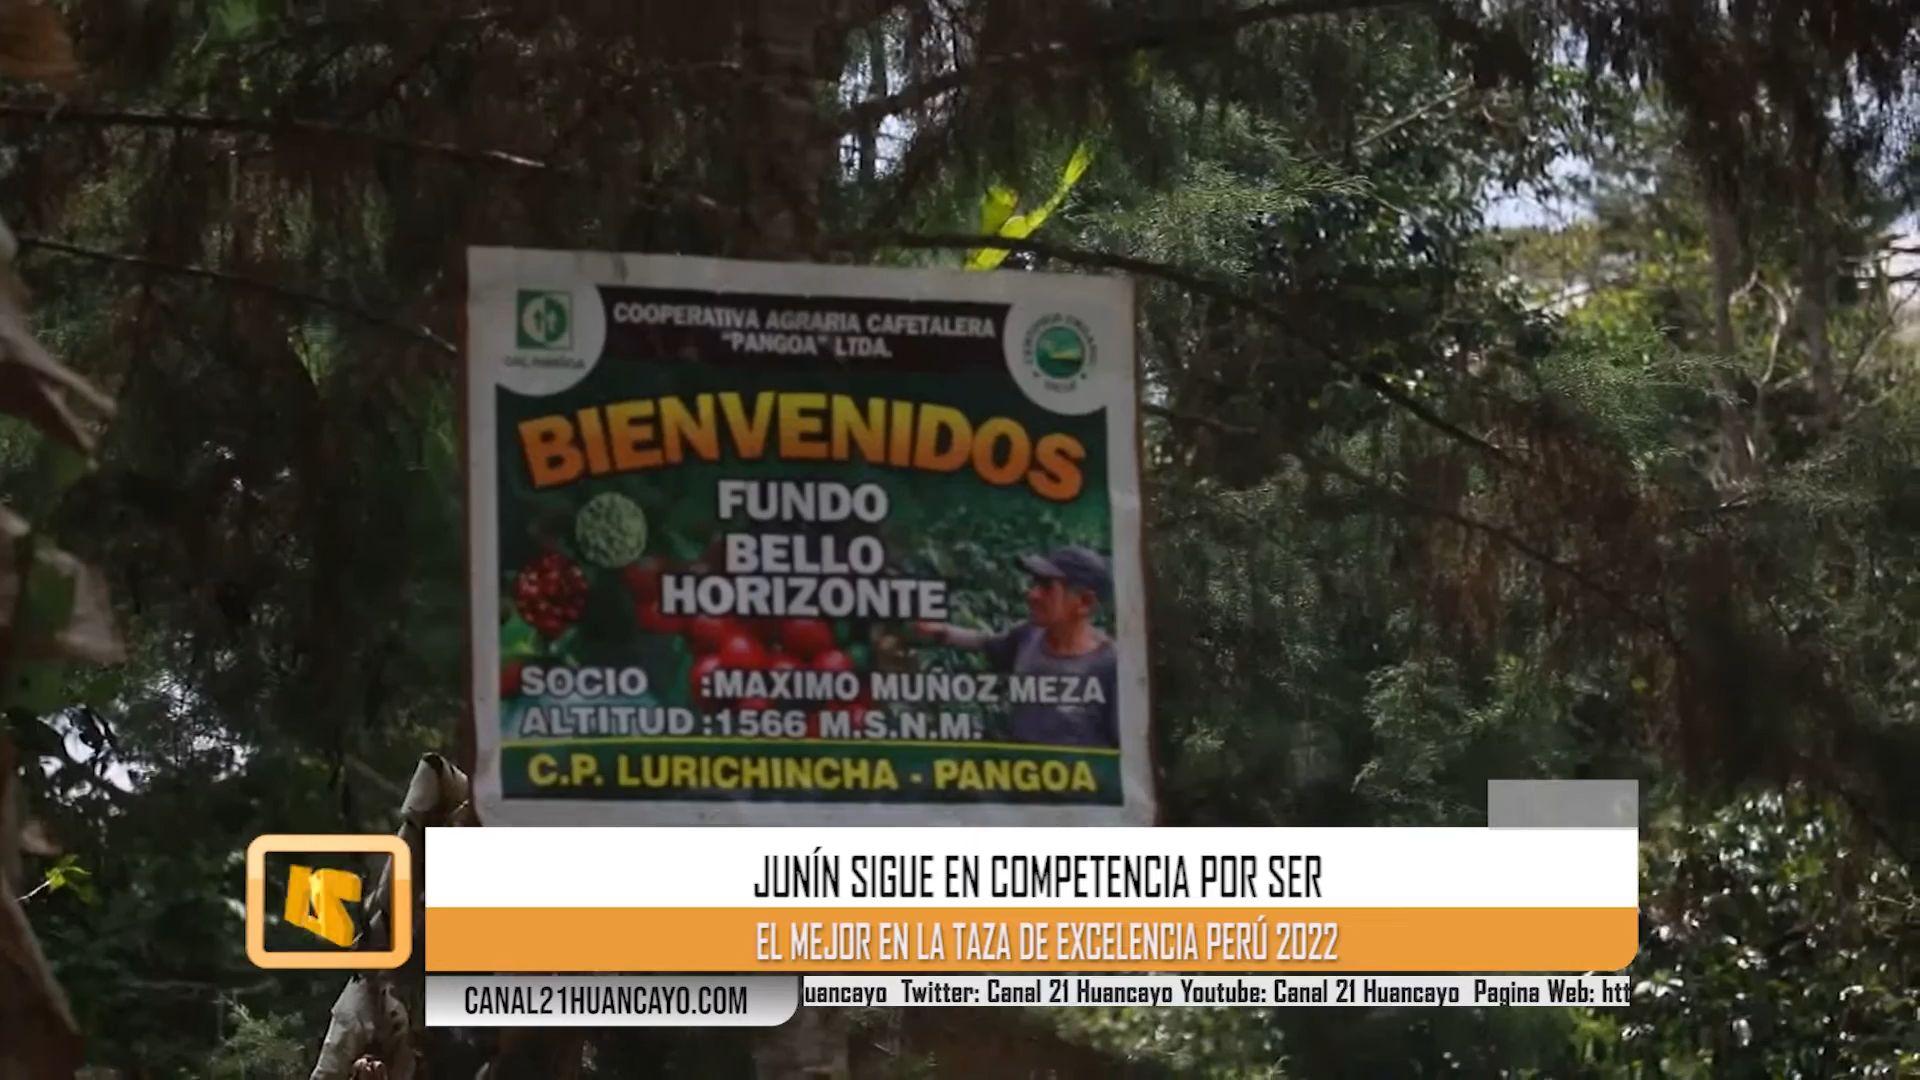 COOPERATIVA AGRARIA CAFETALERA
"PANGOA" LTDA.
BIENVENIDOS
FUNDO
BELLO
HORIZONTE
SOCIO :MAXIMO MUÑOZ MEZA
ALTITUD :1566 M.S.N.M.
C.P. LURICHINCHA - PANGOA
JUNÍN SIGUE EN COMPETENCIA POR SER
EL MEJOR EN LA TAZA DE EXCELENCIA PERÚ 2022
CANAL21HUANCAYO.COM
uancayo Twitter: Canal 21 Huancayo Youtube: Canal 21 Huancayo Pagina Web: htt